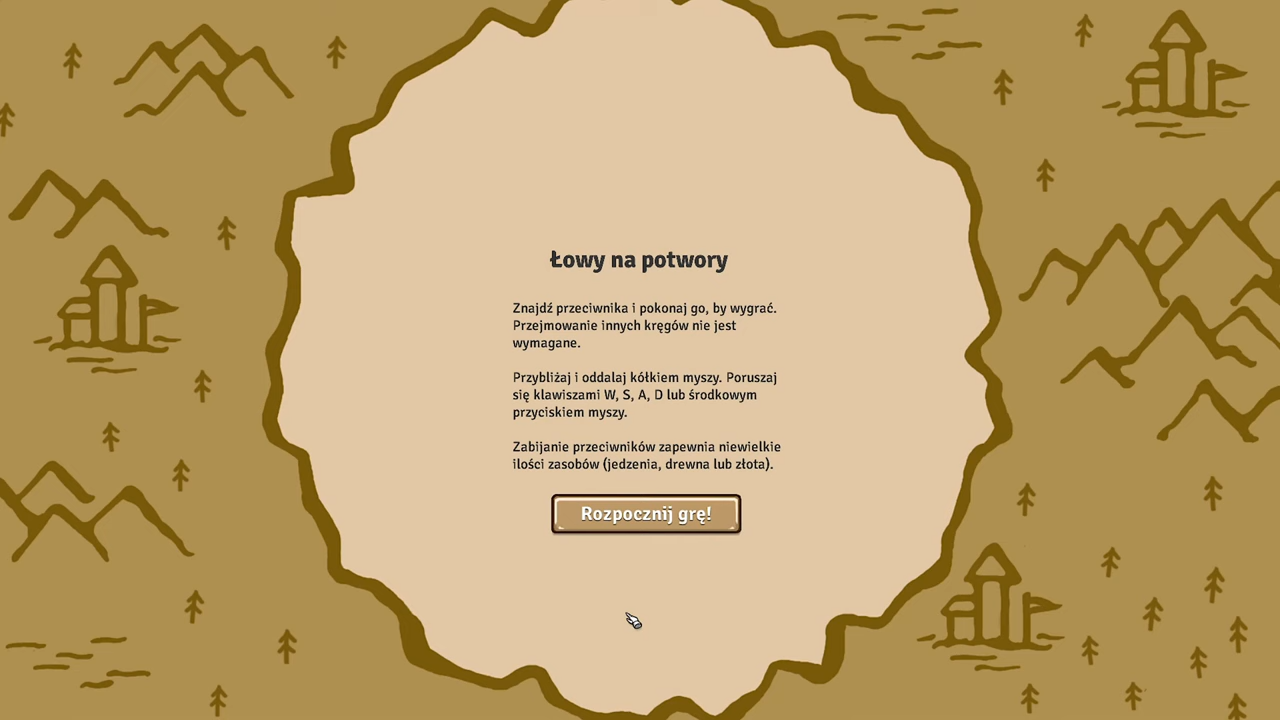 Łowy na potwory
Znajdź przeciwnika i pokonaj go, by wygrać.
Przejmowanie innych kręgów nie jest
wymagane.
Przybliżaj i oddalaj kółkiem myszy. Poruszaj
się klawiszami W, S, A, D lub środkowym
przyciskiem myszy.
Zabijanie przeciwników zapewnia niewielkie
ilości zasobów (jedzenia, drewna lub złota).
Rozpocznij grę!